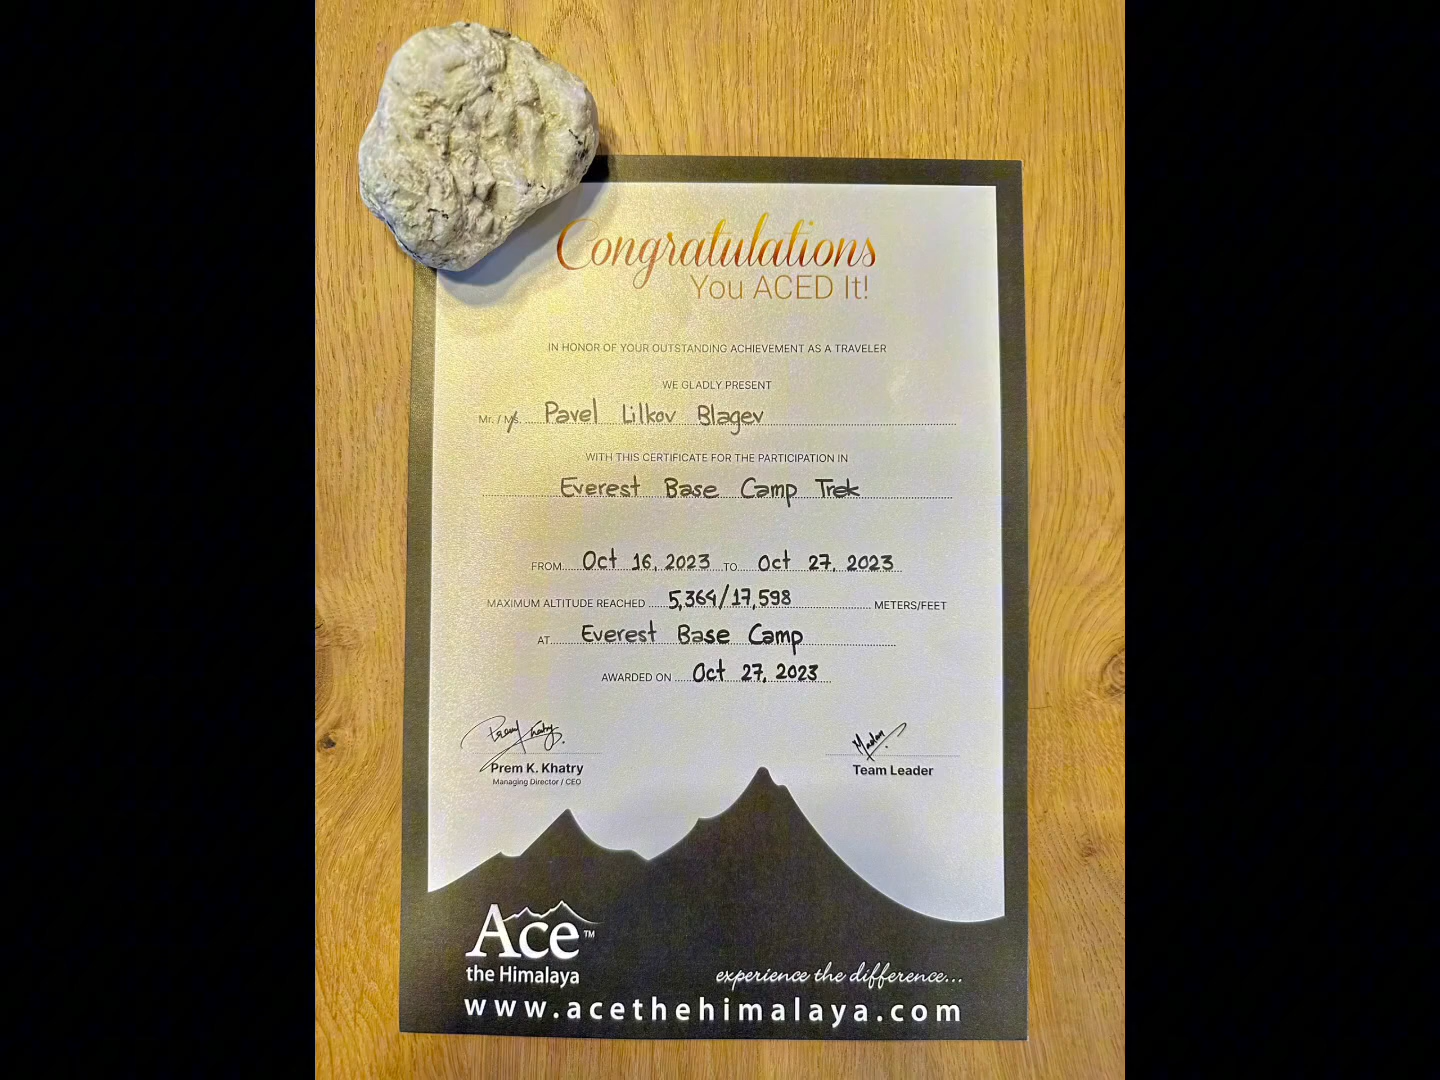 Congratulations
You ACED It!
IN HONOR OF YOUR OUTSTANDING ACHIEVEMENT AS A TRAVELER
WE GLADLY PRESENT
Mr. / Ms. Pavel Lilkov Blagev
WITH THIS CERTIFICATE FOR THE PARTICIPATION IN
Everest Base Camp Trek
FROM Oct 16, 2023 TO Oct 27, 2023
MAXIMUM ALTITUDE REACHED 5,364/17,598 METERS/FEET
AT Everest Base Camp
AWARDED ON Oct 27, 2023
Prem Khatry
Prem K. Khatry
Managing Director / CEO
Team Leader
Ace™
the Himalaya
experience the difference...
www.acethehimalaya.com